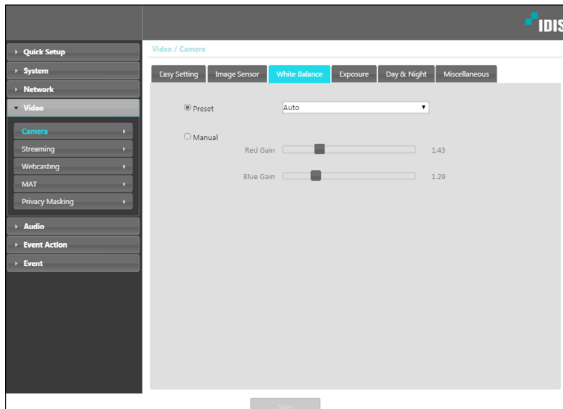 IDIS
Quick Setup
System
Network
Video
Camera
Streaming
Webcasting
MAT
Privacy Masking
Audio
Event Action
Event
Video / Camera
Easy Setting Image Sensor White Balance Exposure Day & Night Miscellaneous
Preset Auto
Manual
Red Gain 1.43
Blue Gain 1.29